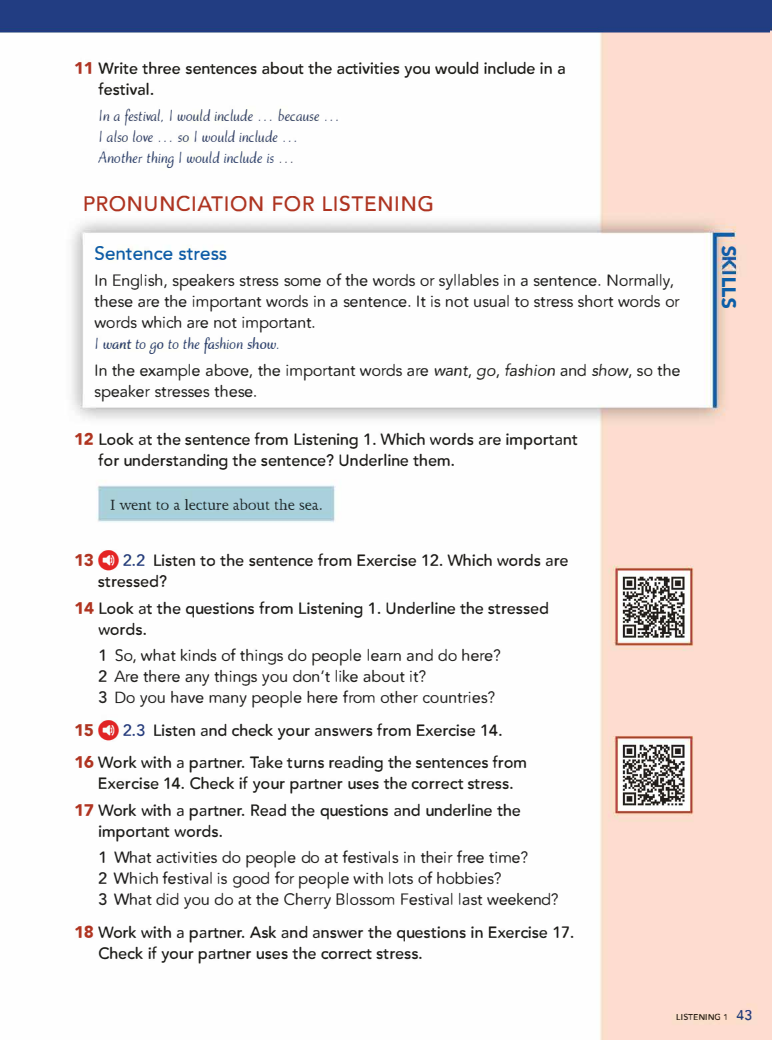 11 Write three sentences about the activities you would include in a
festival.
In a festival, I would include ... because ...
I also love ... so I would include ...
Another thing I would include is ...
PRONUNCIATION FOR LISTENING
SKILLS
Sentence stress
In English, speakers stress some of the words or syllables in a sentence. Normally,
these are the important words in a sentence. It is not usual to stress short words or
words which are not important.
I want to go to the fashion show.
In the example above, the important words are want, go, fashion and show, so the
speaker stresses these.
12 Look at the sentence from Listening 1. Which words are important
for understanding the sentence? Underline them.
I went to a lecture about the sea.
13 2.2 Listen to the sentence from Exercise 12. Which words are
stressed?
14 Look at the questions from Listening 1. Underline the stressed
words.
1 So, what kinds of things do people learn and do here?
2 Are there any things you don't like about it?
3 Do you have many people here from other countries?
15 2.3 Listen and check your answers from Exercise 14.
16 Work with a partner. Take turns reading the sentences from
Exercise 14. Check if your partner uses the correct stress.
17 Work with a partner. Read the questions and underline the
important words.
1 What activities do people do at festivals in their free time?
2 Which festival is good for people with lots of hobbies?
3 What did you do at the Cherry Blossom Festival last weekend?
18 Work with a partner. Ask and answer the questions in Exercise 17.
Check if your partner uses the correct stress.
LISTENING 1 43